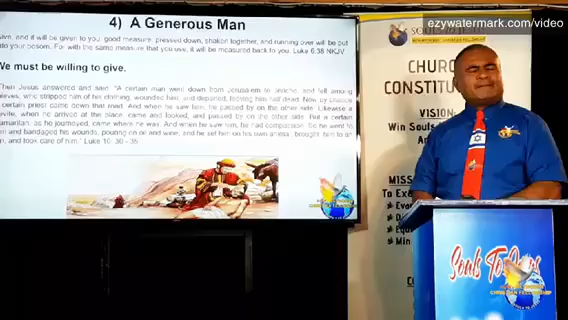 ezywatermark.com/video
4) A Generous Man
Give, and it will be given to you: good measure, pressed down, shaken together, and running over will be put
into your bosom. For with the same measure that you use, it will be measured back to you. Luke 6:38 NKJV
We must be willing to give.
Then Jesus answered and said: "A certain man went down from Jerusalem to Jericho, and fell among
thieves, who stripped him of his clothing, wounded him, and departed, leaving him half dead. Now by chance
a certain priest came down that road. And when he saw him, he passed by on the other side. Likewise a
Levite, when he arrived at the place, came and looked, and passed by on the other side. But a certain
Samaritan, as he journeyed, came where he was. And when he saw him, he had compassion. So he went to
him and bandaged his wounds, pouring on oil and wine; and he set him on his own animal, brought him to an
inn, and took care of him." Luke 10: 30 - 35
SOULS TO JESUS
CHURCH
CONSTITU
VISION:
Win Souls
MISS
To Ex
Souls To Jesus
CHRISTIAN FELLOWSHIP